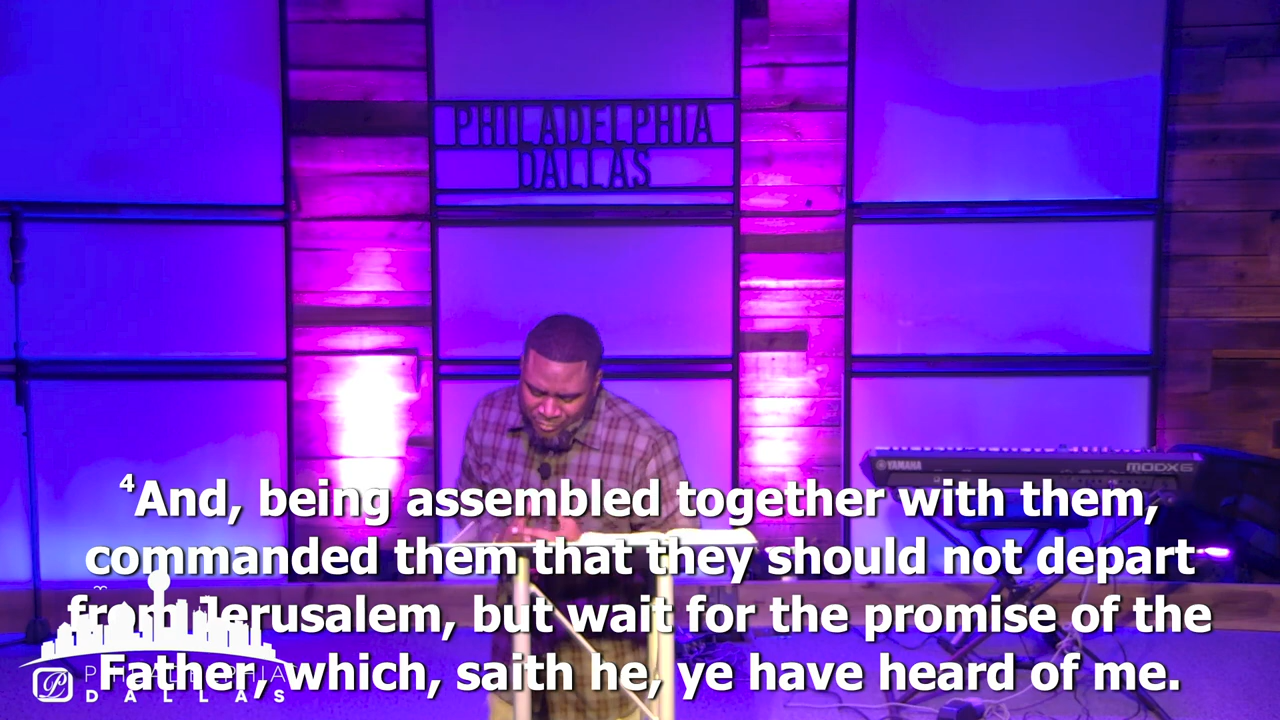 PHILADELPHIA
DALLAS
YAMAHA
MODX6
⁴And, being assembled together with them,
commanded them that they should not depart
from Jerusalem, but wait for the promise of the
Father, which, saith he, ye have heard of me.
P
PHILADELPHIA
DALLAS